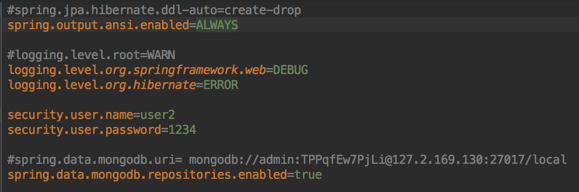 #spring.jpa.hibernate.ddl-auto=create-drop
spring.output.ansi.enabled=ALWAYS
#logging.level.root=WARN
logging.level.org.springframework.web=DEBUG
logging.level.org.hibernate=ERROR
security.user.name=user2
security.user.password=1234
#spring.data.mongodb.uri= mongodb://admin:TPPqfEw7PjLi@127.2.169.130:27017/local
spring.data.mongodb.repositories.enabled=true